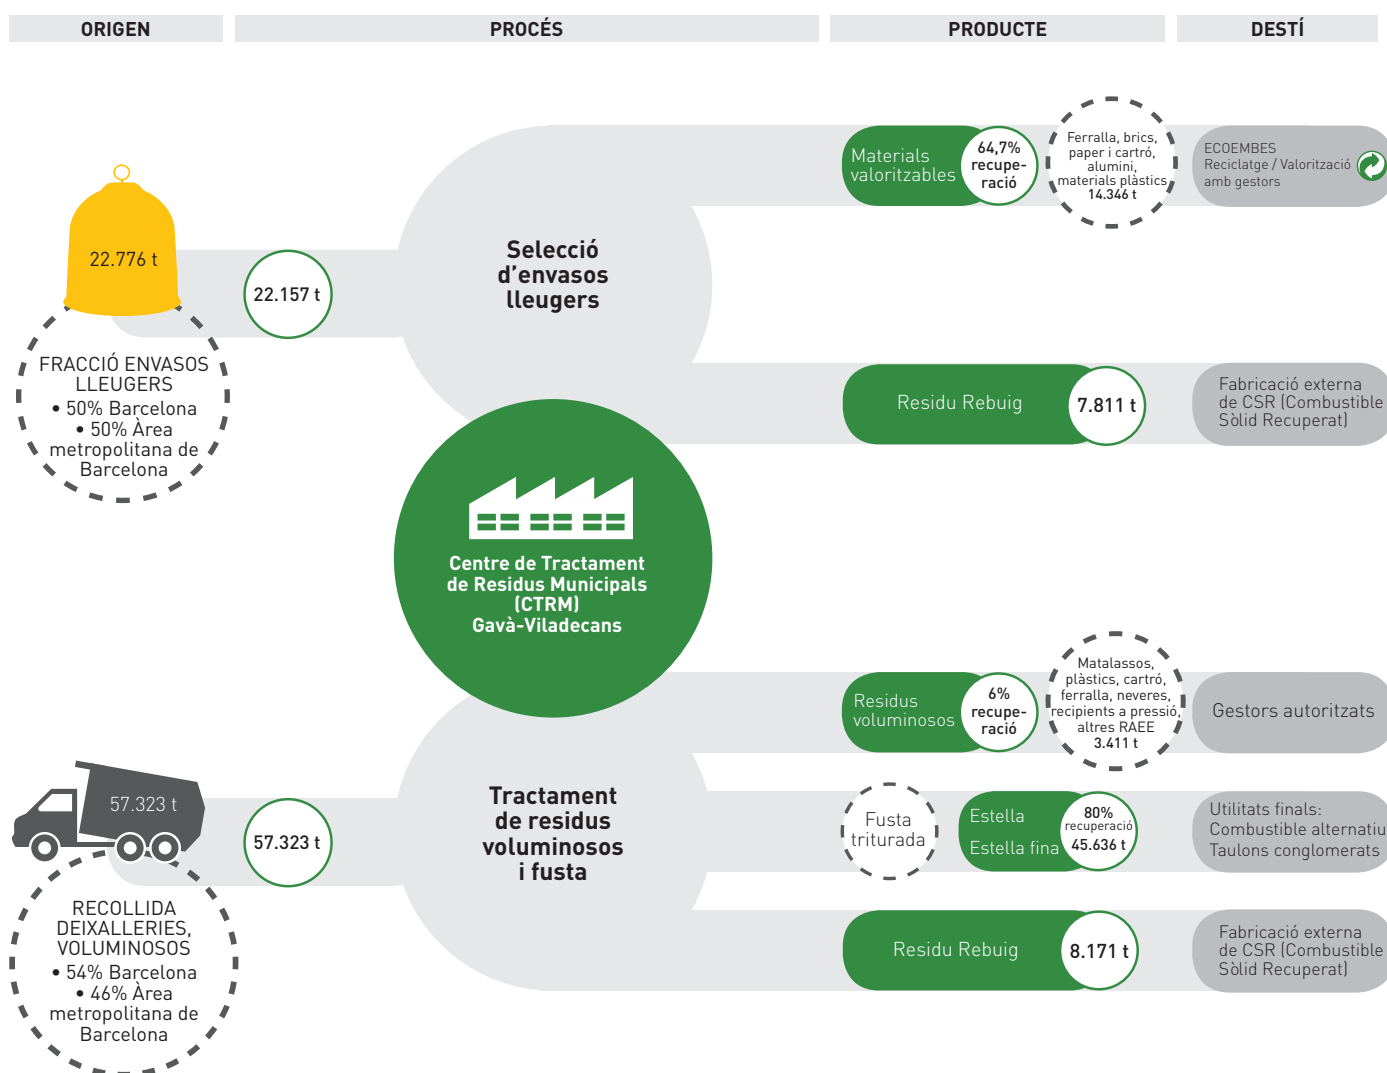 ORIGEN
PROCÉS
PRODUCTE
DESTÍ
22.776 t
FRACCIÓ ENVASOS
LLEUGERS
• 50% Barcelona
• 50% Àrea
metropolitana de
Barcelona
22.157 t
Selecció
d’envasos
lleugers
Materials
valoritzables
64,7%
recupe-
ració
Ferralla, brics,
paper i cartró,
alumini,
materials plàstics
14.346 t
ECOEMBES
Reciclatge / Valorització
amb gestors
Residu Rebuig
7.811 t
Fabricació externa
de CSR (Combustible
Sòlid Recuperat)
Centre de Tractament
de Residus Municipals
(CTRM)
Gavà-Viladecans
57.323 t
RECOLLIDA
DEIXALLERIES,
VOLUMINOSOS
• 54% Barcelona
• 46% Àrea
metropolitana de
Barcelona
57.323 t
Tractament
de residus
voluminosos
i fusta
Residus
voluminosos
6%
recupe-
ració
Matalassos,
plàstics, cartró,
ferralla, neveres,
recipients a pressió,
altres RAEE
3.411 t
Gestors autoritzats
Fusta
triturada
Estella
Estella fina
80%
recuperació
45.636 t
Utilitats finals:
Combustible alternatiu
Taulons conglomerats
Residu Rebuig
8.171 t
Fabricació externa
de CSR (Combustible
Sòlid Recuperat)